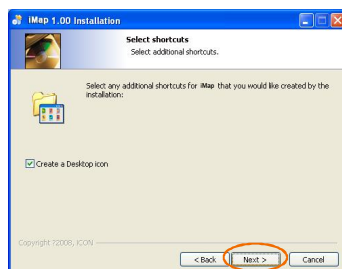 iMap 1.00 Installation
Select shortcuts
Select additional shortcuts.
Select any additional shortcuts for iMap that you would like created by the
installation:
Create a Desktop icon
Copyright ?2008, ICON
< Back
Next >
Cancel